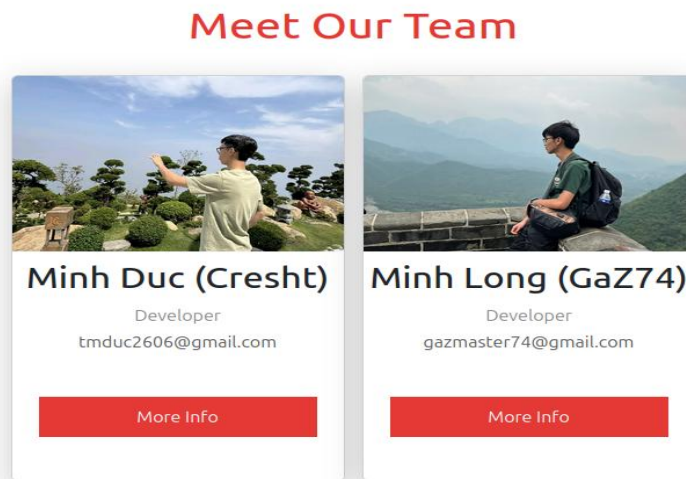 Meet Our Team
Minh Duc (Cresht)
Developer
tmduc2606@gmail.com
More Info
Minh Long (GaZ74)
Developer
gazmaster74@gmail.com
More Info